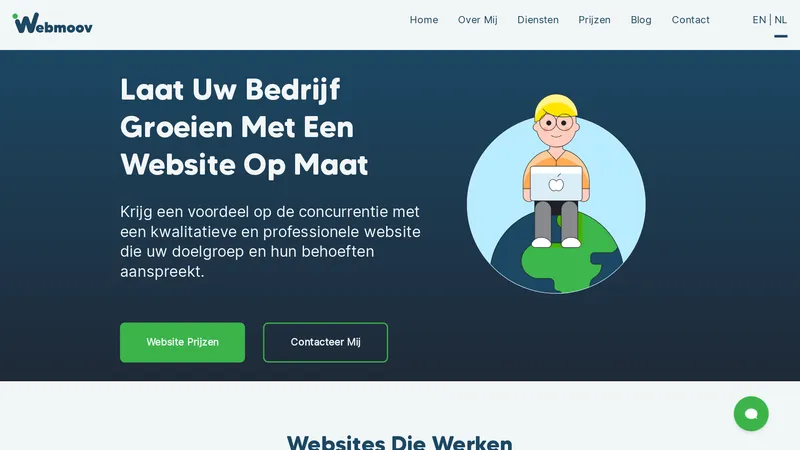 Webmoov
Home Over Mij Diensten Prijzen Blog Contact EN | NL
Laat Uw Bedrijf
Groeien Met Een
Website Op Maat
Krijg een voordeel op de concurrentie met
een kwalitatieve en professionele website
die uw doelgroep en hun behoeften
aanspreekt.
Website Prijzen Contacteer Mij
Websites Die Werken